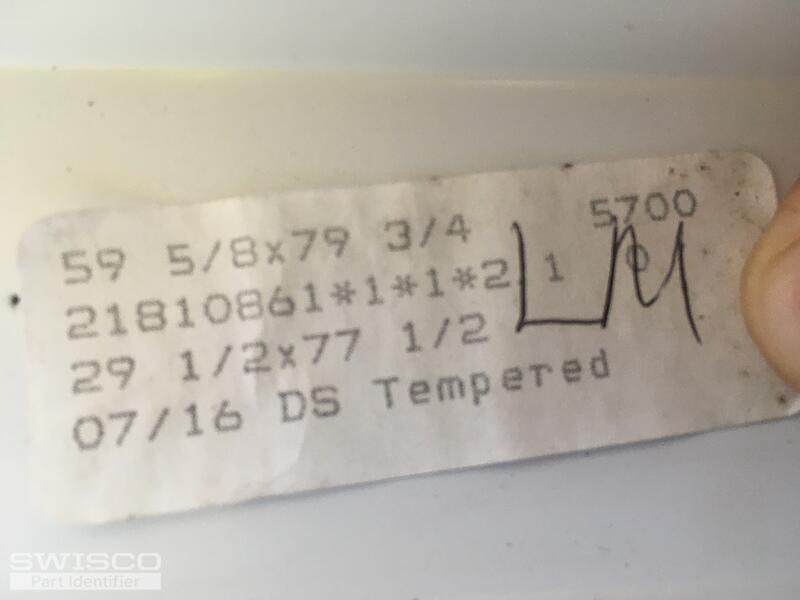 59 5/8x79 3/4 5700
21810861*1*1*2 1 LM
29 1/2x77 1/2
07/16 DS Tempered
SWISCO
Part Identifier